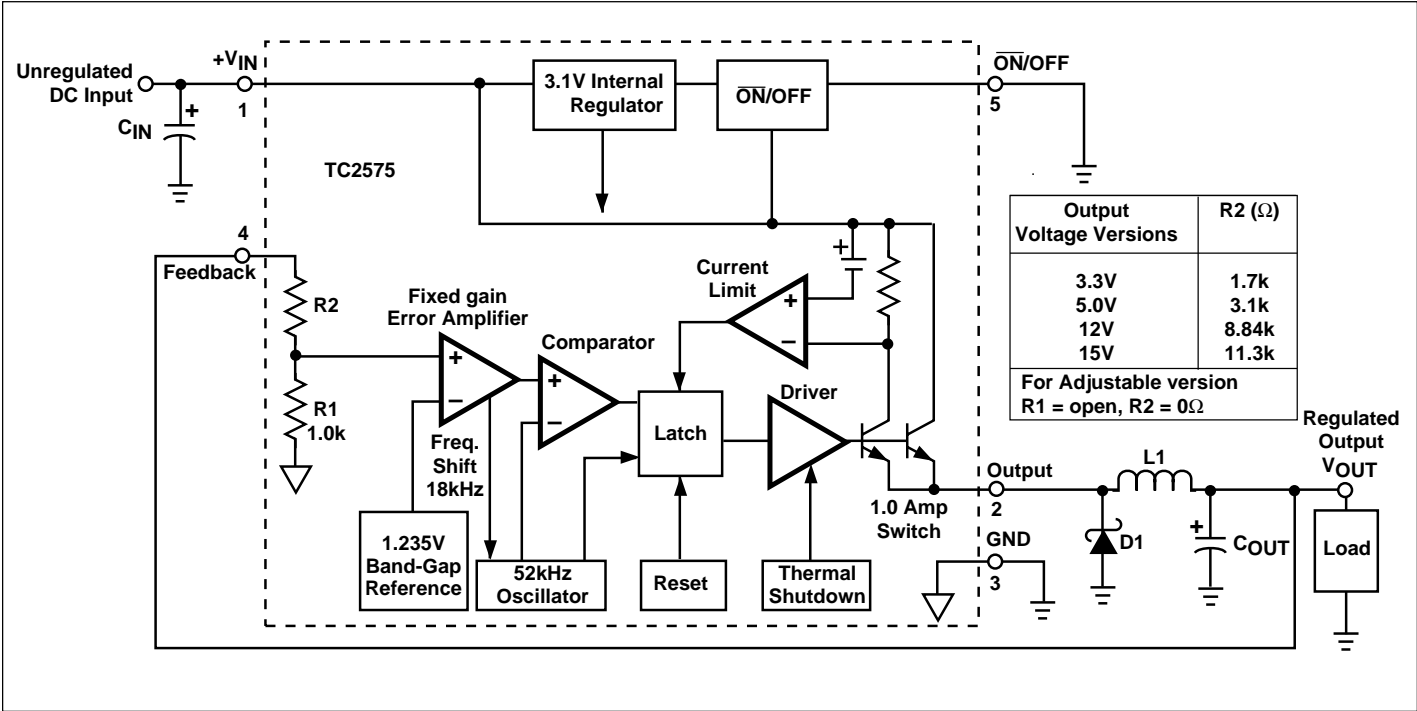 Unregulated
DC Input
+VIN
1
CIN
+
TC2575
3.1V Internal
Regulator
O̅N̅/OFF
O̅N̅/OFF
5
Output
Voltage Versions
R2 (Ω)
3.3V 1.7k
5.0V 3.1k
12V 8.84k
15V 11.3k
For Adjustable version
R1 = open, R2 = 0Ω
4
Feedback
R2
R1
1.0k
Fixed gain
Error Amplifier
+
−
Freq.
Shift
18kHz
Comparator
+
−
Current
Limit
+
+
−
Latch
Driver
1.0 Amp
Switch
Output
2
GND
3
L1
D1
+
COUT
Regulated
Output
VOUT
Load
1.235V
Band-Gap
Reference
52kHz
Oscillator
Reset
Thermal
Shutdown